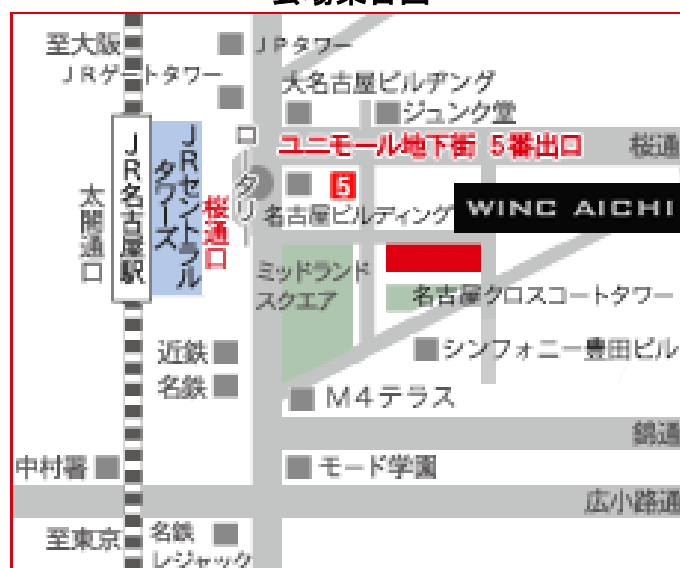 至大阪
JPタワー
JRゲートタワー
大名古屋ビルヂング
ジュンク堂
ロータリー
ユニモール地下街 5番出口
桜通
JR名古屋駅
JRセントラル
タワーズ
桜通口
太閤通口
5
名古屋ビルディング
WINC AICHI
ミッドランド
スクエア
名古屋クロスコートタワー
近鉄
シンフォニー豊田ビル
名鉄
M4テラス
錦通
中村署
モード学園
広小路通
至東京
名鉄
レジャック